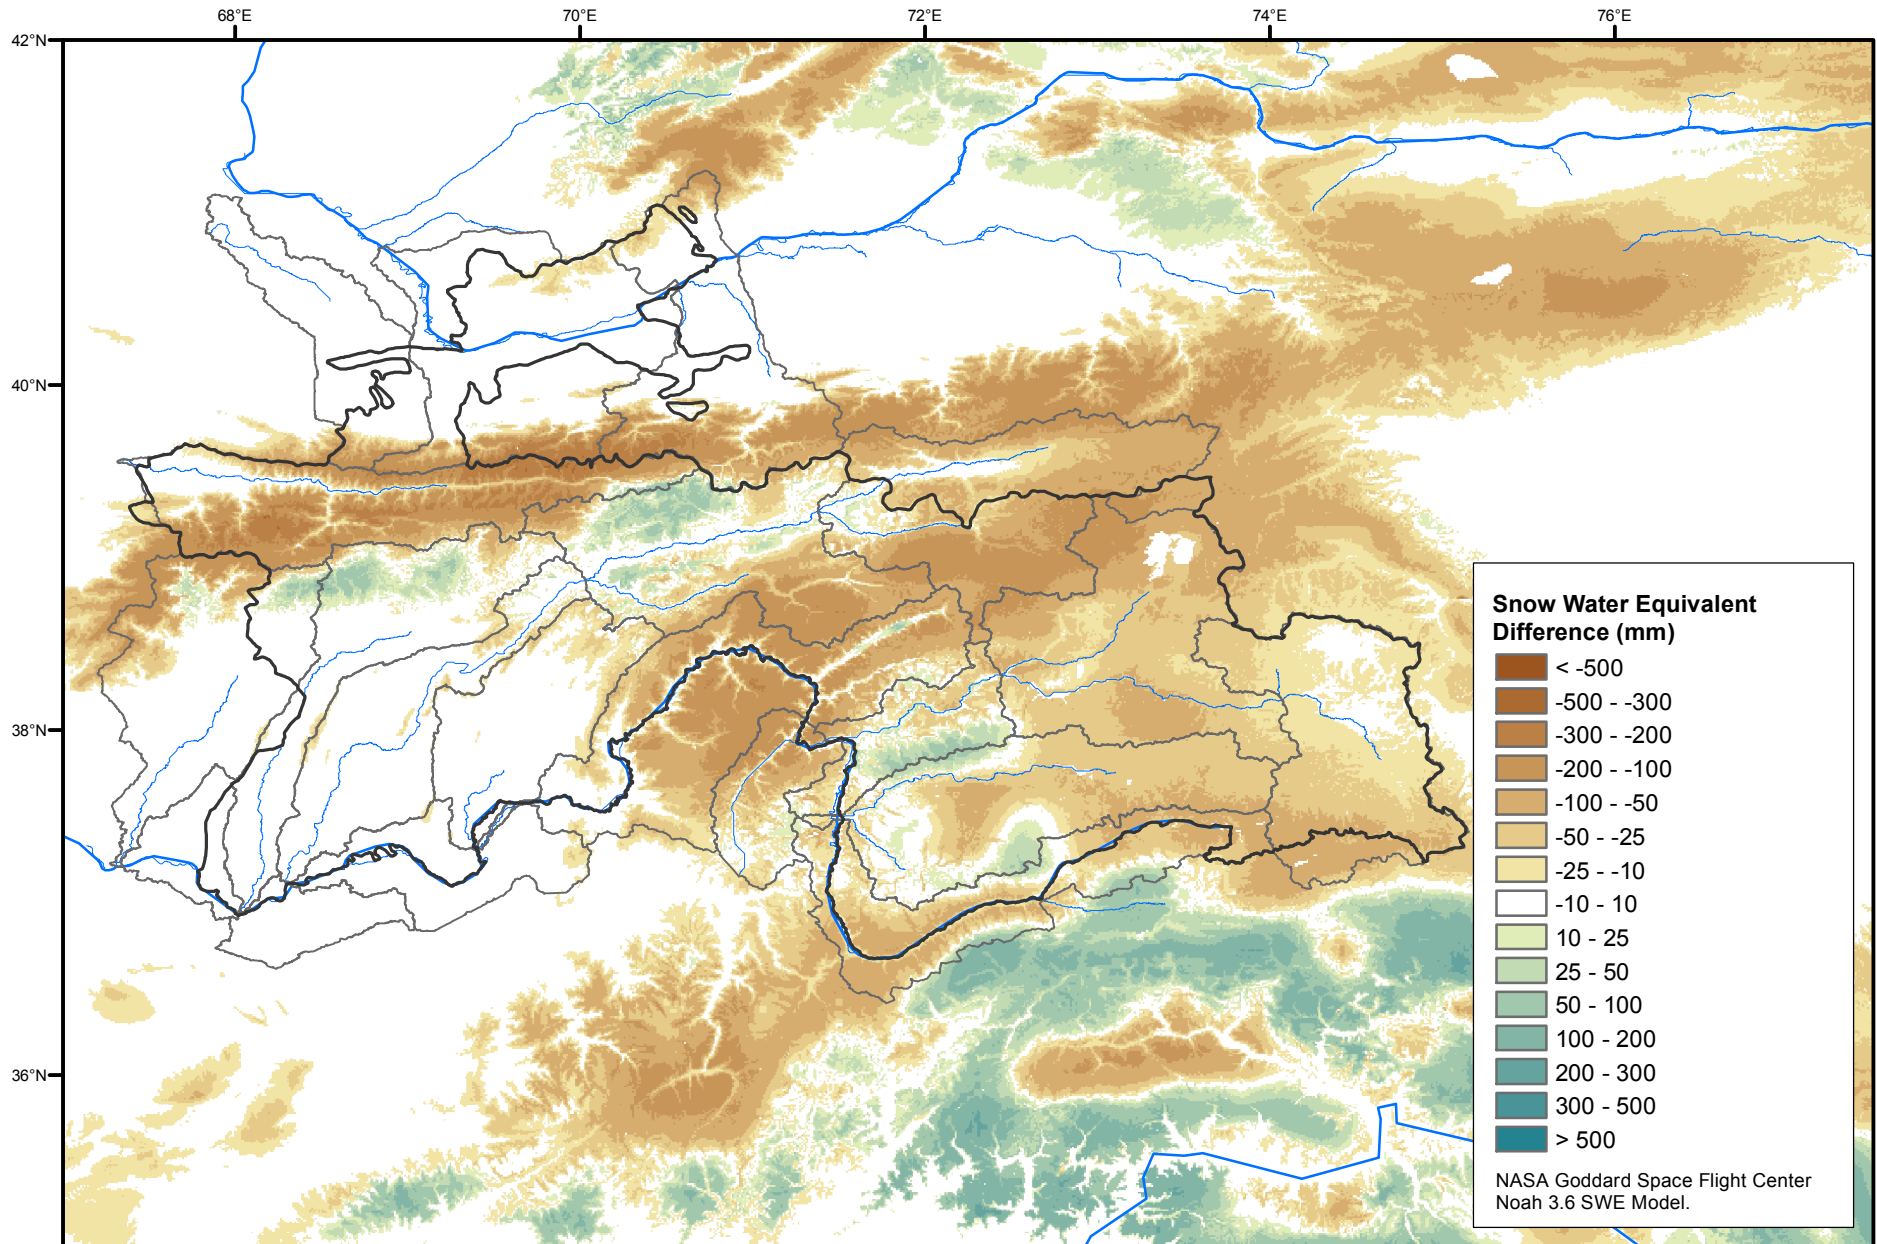 68°E 70°E 72°E 74°E 76°E
42°N
40°N
38°N
36°N
Snow Water Equivalent
Difference (mm)
< -500
-500 - -300
-300 - -200
-200 - -100
-100 - -50
-50 - -25
-25 - -10
-10 - 10
10 - 25
25 - 50
50 - 100
100 - 200
200 - 300
300 - 500
> 500
NASA Goddard Space Flight Center
Noah 3.6 SWE Model.